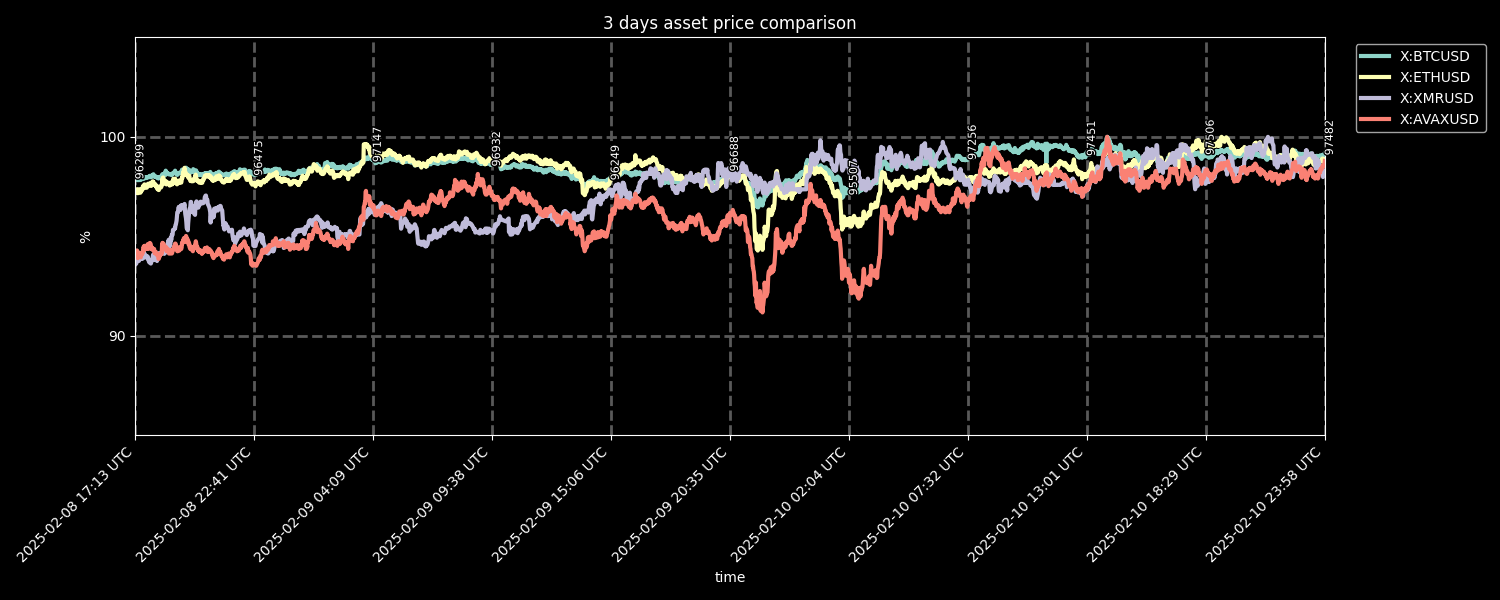 3 days asset price comparison
X:BTCUSD
X:ETHUSD
X:XMRUSD
X:AVAXUSD
%
100
90
96299
96475
97147
96932
96249
96688
95507
97256
97451
97506
97482
2025-02-08 17:13 UTC
2025-02-08 22:41 UTC
2025-02-09 04:09 UTC
2025-02-09 09:38 UTC
2025-02-09 15:06 UTC
2025-02-09 20:35 UTC
2025-02-10 02:04 UTC
2025-02-10 07:32 UTC
2025-02-10 13:01 UTC
2025-02-10 18:29 UTC
2025-02-10 23:58 UTC
time